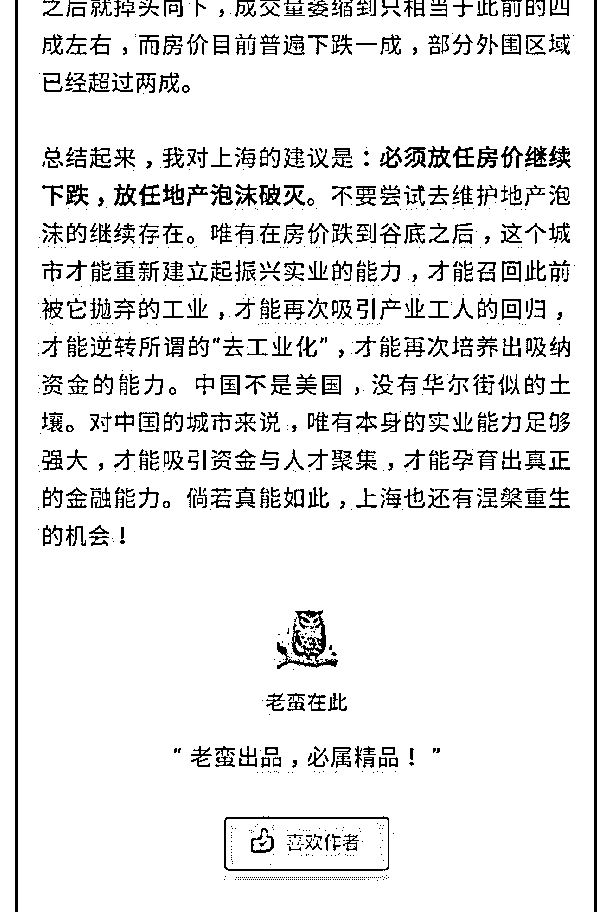 之后就掉头向下，成交量萎缩到只相当于此前的四
成左右，而房价目前普遍下跌一成，部分外围区域
已经超过两成。
总结起来，我对上海的建议是：必须放任房价继续
下跌，放任地产泡沫破灭。不要尝试去维护地产泡
沫的继续存在。唯有在房价跌到谷底之后，这个城
市才能重新建立起振兴实业的能力，才能召回此前
被它抛弃的工业，才能再次吸引产业工人的回归，
才能逆转所谓的“去工业化”，才能再次培养出吸纳
资金的能力。中国不是美国，没有华尔街似的土
壤。对中国的城市来说，唯有本身的实业能力足够
强大，才能吸引资金与人才聚集，才能孕育出真正
的金融能力。倘若真能如此，上海也还有涅槃重生
的机会！
老蛮在此
“老蛮出品，必属精品！”
喜欢作者